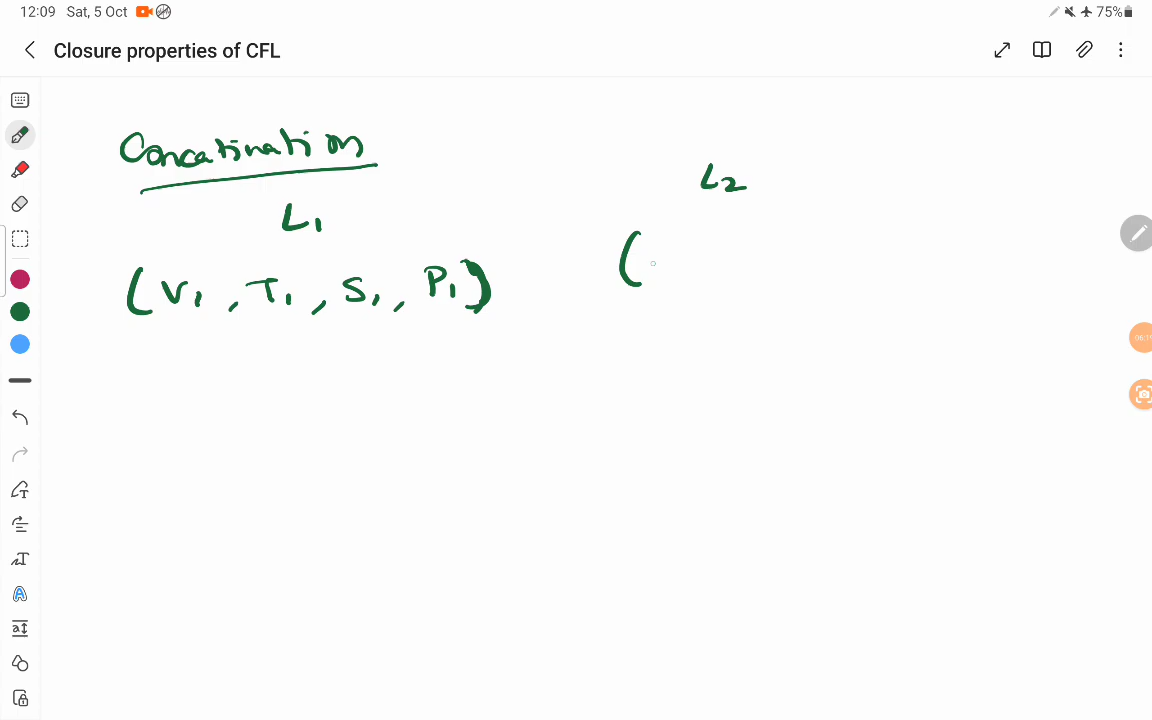 12:09 Sat, 5 Oct 75%
Closure properties of CFL
Concatination
L1 L2
(V1, T1, S1, P1) (